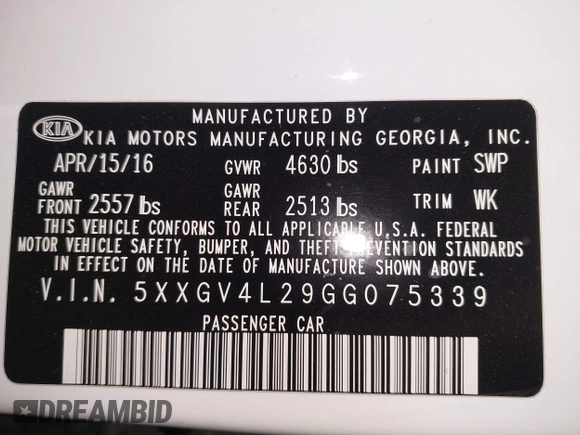 MANUFACTURED BY
KIA KIA MOTORS MANUFACTURING GEORGIA, INC.
APR/15/16 GVWR 4630 lbs PAINT SWP
GAWR FRONT 2557 lbs GAWR REAR 2513 lbs TRIM WK
THIS VEHICLE CONFORMS TO ALL APPLICABLE U.S.A. FEDERAL
MOTOR VEHICLE SAFETY, BUMPER, AND THEFT PREVENTION STANDARDS
IN EFFECT ON THE DATE OF MANUFACTURE SHOWN ABOVE.
V.I.N. 5XXGV4L29GG075339
PASSENGER CAR
DREAMBID